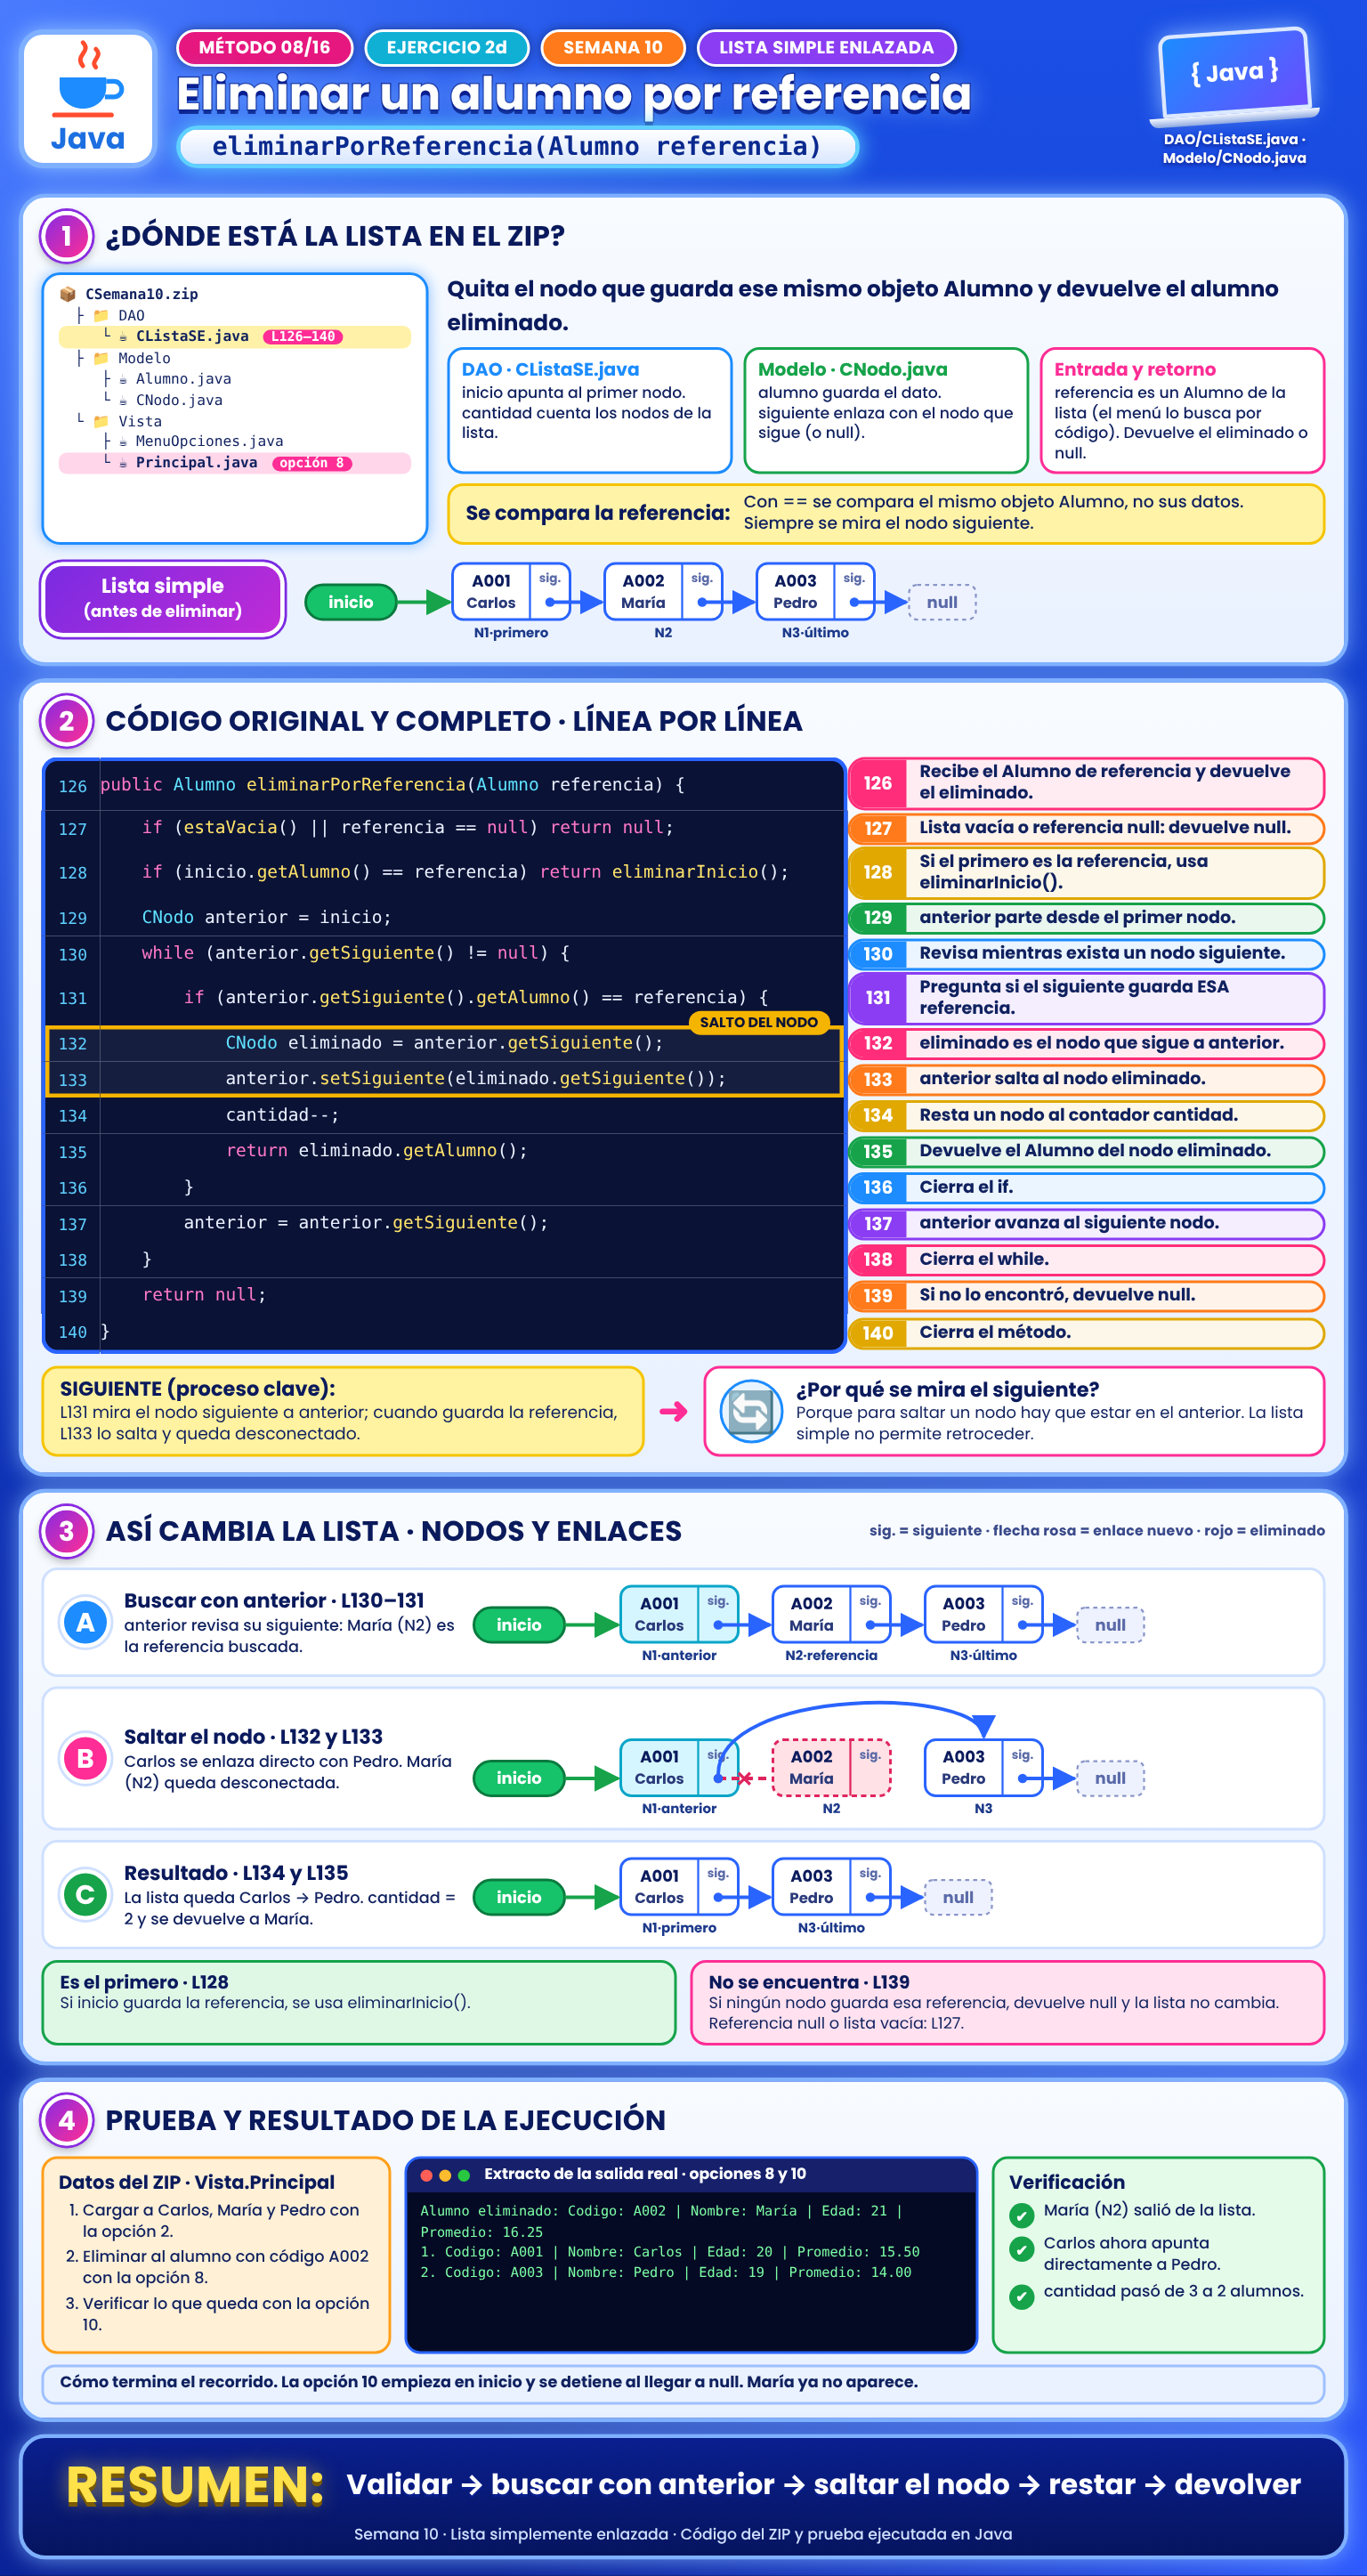 Java
MÉTODO 08/16
EJERCICIO 2d
SEMANA 10
LISTA SIMPLE ENLAZADA
Eliminar un alumno por referencia
eliminarPorReferencia(Alumno referencia)
{ Java }
DAO/CListaSE.java ·
Modelo/CNodo.java
1 ¿DÓNDE ESTÁ LA LISTA EN EL ZIP?
CSemana10.zip
DAO
CListaSE.java L126–140
Modelo
Alumno.java
CNodo.java
Vista
MenuOpciones.java
Principal.java opción 8
Quita el nodo que guarda ese mismo objeto Alumno y devuelve el alumno
eliminado.
DAO · CListaSE.java
inicio apunta al primer nodo.
cantidad cuenta los nodos de la
lista.
Modelo · CNodo.java
alumno guarda el dato.
siguiente enlaza con el nodo que
sigue (o null).
Entrada y retorno
referencia es un Alumno de la
lista (el menú lo busca por
código). Devuelve el eliminado o
null.
Se compara la referencia:
Con == se compara el mismo objeto Alumno, no sus datos.
Siempre se mira el nodo siguiente.
Lista simple
(antes de eliminar)
inicio
A001 sig.
Carlos
N1·primero
A002 sig.
María
N2
A003 sig.
Pedro
N3·último
null
2 CÓDIGO ORIGINAL Y COMPLETO · LÍNEA POR LÍNEA
126 public Alumno eliminarPorReferencia(Alumno referencia) {
127 if (estaVacia() || referencia == null) return null;
128 if (inicio.getAlumno() == referencia) return eliminarInicio();
129 CNodo anterior = inicio;
130 while (anterior.getSiguiente() != null) {
131 if (anterior.getSiguiente().getAlumno() == referencia) {
SALTO DEL NODO
132 CNodo eliminado = anterior.getSiguiente();
133 anterior.setSiguiente(eliminado.getSiguiente());
134 cantidad--;
135 return eliminado.getAlumno();
136 }
137 anterior = anterior.getSiguiente();
138 }
139 return null;
140 }
126 Recibe el Alumno de referencia y devuelve
el eliminado.
127 Lista vacía o referencia null: devuelve null.
128 Si el primero es la referencia, usa
eliminarInicio().
129 anterior parte desde el primer nodo.
130 Revisa mientras exista un nodo siguiente.
131 Pregunta si el siguiente guarda ESA
referencia.
132 eliminado es el nodo que sigue a anterior.
133 anterior salta al nodo eliminado.
134 Resta un nodo al contador cantidad.
135 Devuelve el Alumno del nodo eliminado.
136 Cierra el if.
137 anterior avanza al siguiente nodo.
138 Cierra el while.
139 Si no lo encontró, devuelve null.
140 Cierra el método.
SIGUIENTE (proceso clave):
L131 mira el nodo siguiente a anterior; cuando guarda la referencia,
L133 lo salta y queda desconectado.
¿Por qué se mira el siguiente?
Porque para saltar un nodo hay que estar en el anterior. La lista
simple no permite retroceder.
3 ASÍ CAMBIA LA LISTA · NODOS Y ENLACES
sig. = siguiente · flecha rosa = enlace nuevo · rojo = eliminado
A
Buscar con anterior · L130–131
anterior revisa su siguiente: María (N2) es
la referencia buscada.
inicio
A001 sig.
Carlos
N1·anterior
A002 sig.
María
N2·referencia
A003 sig.
Pedro
N3·último
null
B
Saltar el nodo · L132 y L133
Carlos se enlaza directo con Pedro. María
(N2) queda desconectada.
inicio
A001 sig.
Carlos
N1·anterior
A002 sig.
María
N2
A003 sig.
Pedro
N3
null
C
Resultado · L134 y L135
La lista queda Carlos → Pedro. cantidad =
2 y se devuelve a María.
inicio
A001 sig.
Carlos
N1·primero
A003 sig.
Pedro
N3·último
null
Es el primero · L128
Si inicio guarda la referencia, se usa eliminarInicio().
No se encuentra · L139
Si ningún nodo guarda esa referencia, devuelve null y la lista no cambia.
Referencia null o lista vacía: L127.
4 PRUEBA Y RESULTADO DE LA EJECUCIÓN
Datos del ZIP · Vista.Principal
1. Cargar a Carlos, María y Pedro con
la opción 2.
2. Eliminar al alumno con código A002
con la opción 8.
3. Verificar lo que queda con la opción
10.
Extracto de la salida real · opciones 8 y 10
Alumno eliminado: Codigo: A002 | Nombre: María | Edad: 21 |
Promedio: 16.25
1. Codigo: A001 | Nombre: Carlos | Edad: 20 | Promedio: 15.50
2. Codigo: A003 | Nombre: Pedro | Edad: 19 | Promedio: 14.00
Verificación
María (N2) salió de la lista.
Carlos ahora apunta
directamente a Pedro.
cantidad pasó de 3 a 2 alumnos.
Cómo termina el recorrido. La opción 10 empieza en inicio y se detiene al llegar a null. María ya no aparece.
RESUMEN: Validar → buscar con anterior → saltar el nodo → restar → devolver
Semana 10 · Lista simplemente enlazada · Código del ZIP y prueba ejecutada en Java